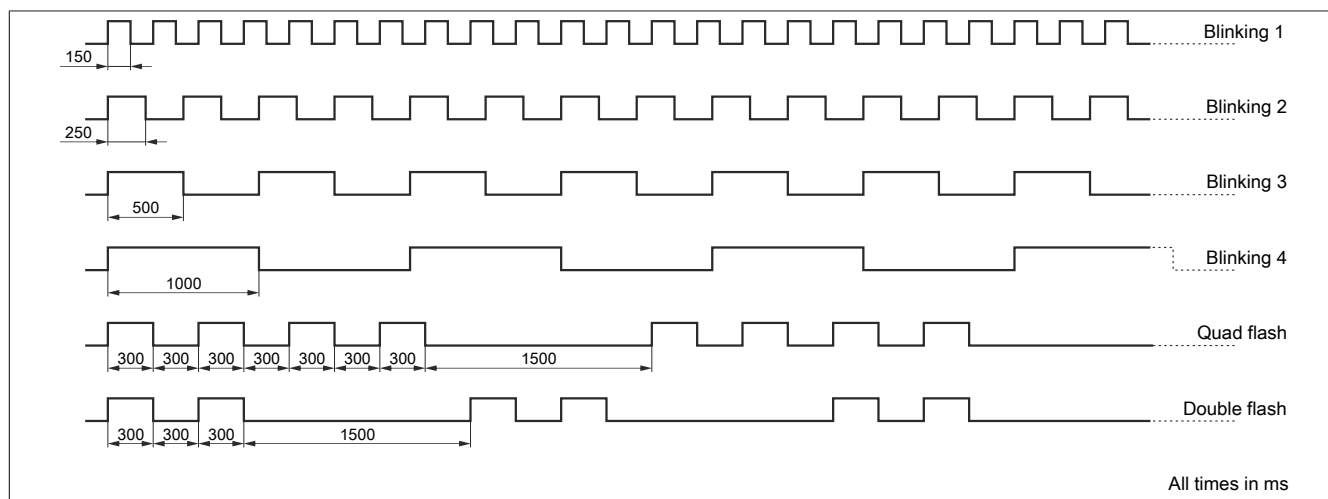 Blinking 1
150
Blinking 2
250
Blinking 3
500
Blinking 4
1000
Quad flash
300 300 300 300 300 300 300 1500
Double flash
300 300 300 1500
All times in ms